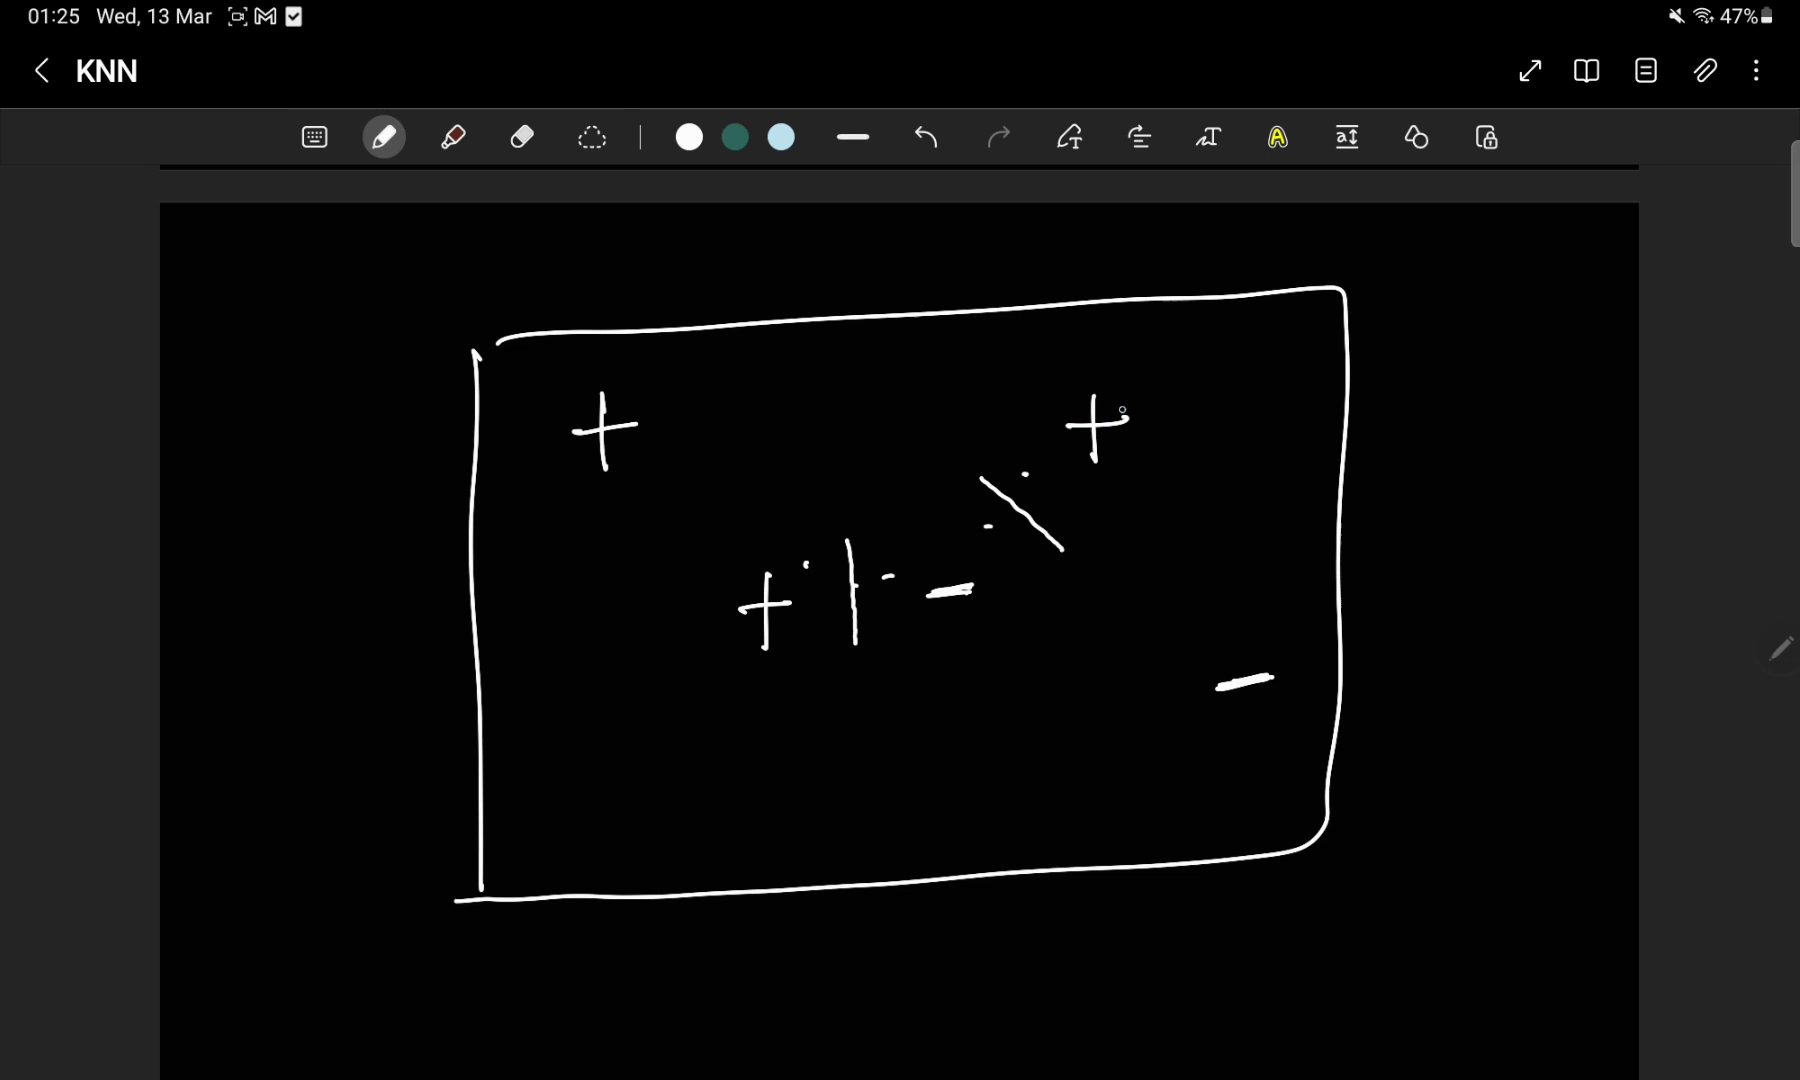 01:25 Wed, 13 Mar 47%
KNN
A a
+ +
+ -
-